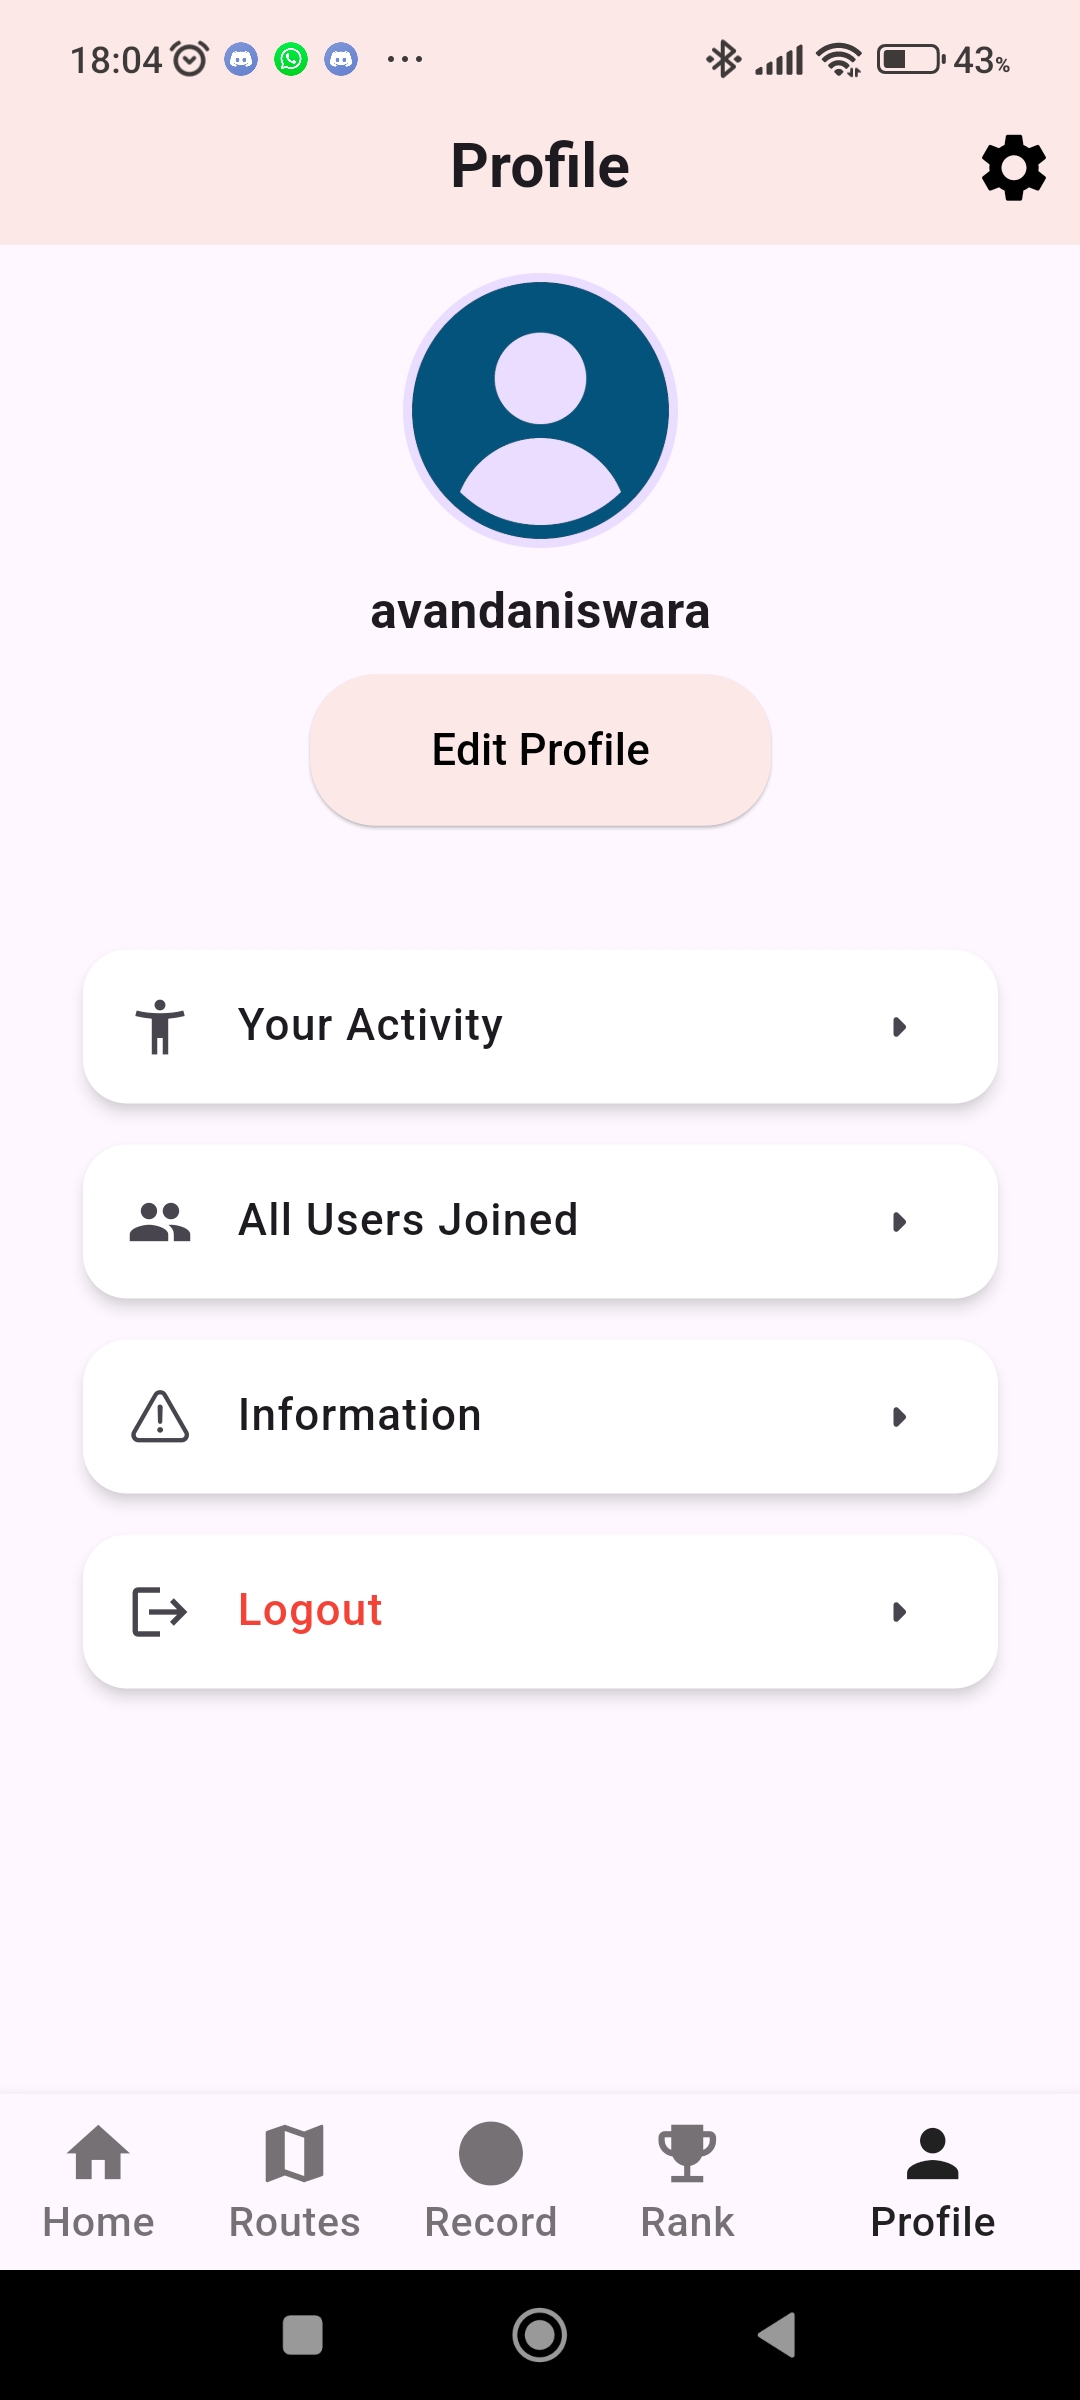 18:04 43%
Profile
avandaniswara
Edit Profile
Your Activity
All Users Joined
Information
Logout
Home Routes Record Rank Profile